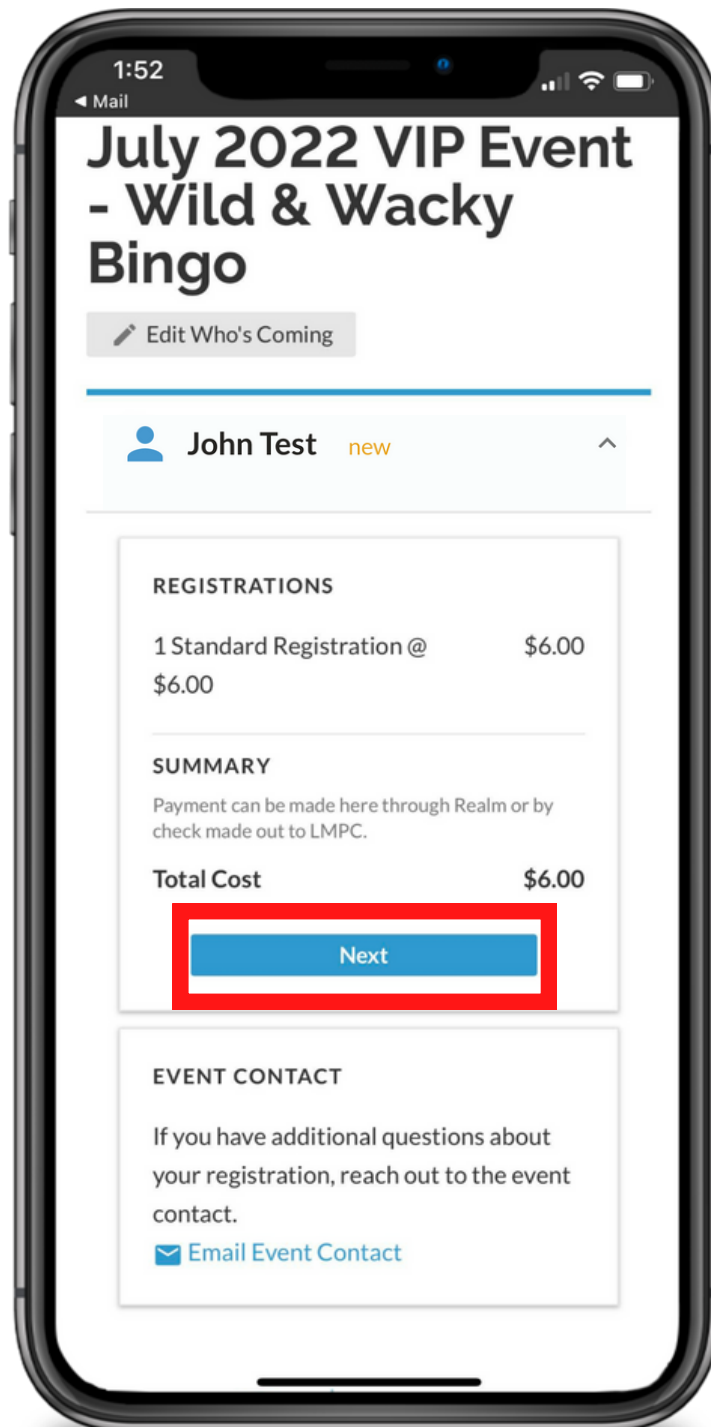 1:52
◀ Mail
July 2022 VIP Event
- Wild & Wacky
Bingo
Edit Who's Coming
John Test new
REGISTRATIONS
1 Standard Registration @ $6.00
$6.00
SUMMARY
Payment can be made here through Realm or by
check made out to LMPC.
Total Cost $6.00
Next
EVENT CONTACT
If you have additional questions about
your registration, reach out to the event
contact.
Email Event Contact